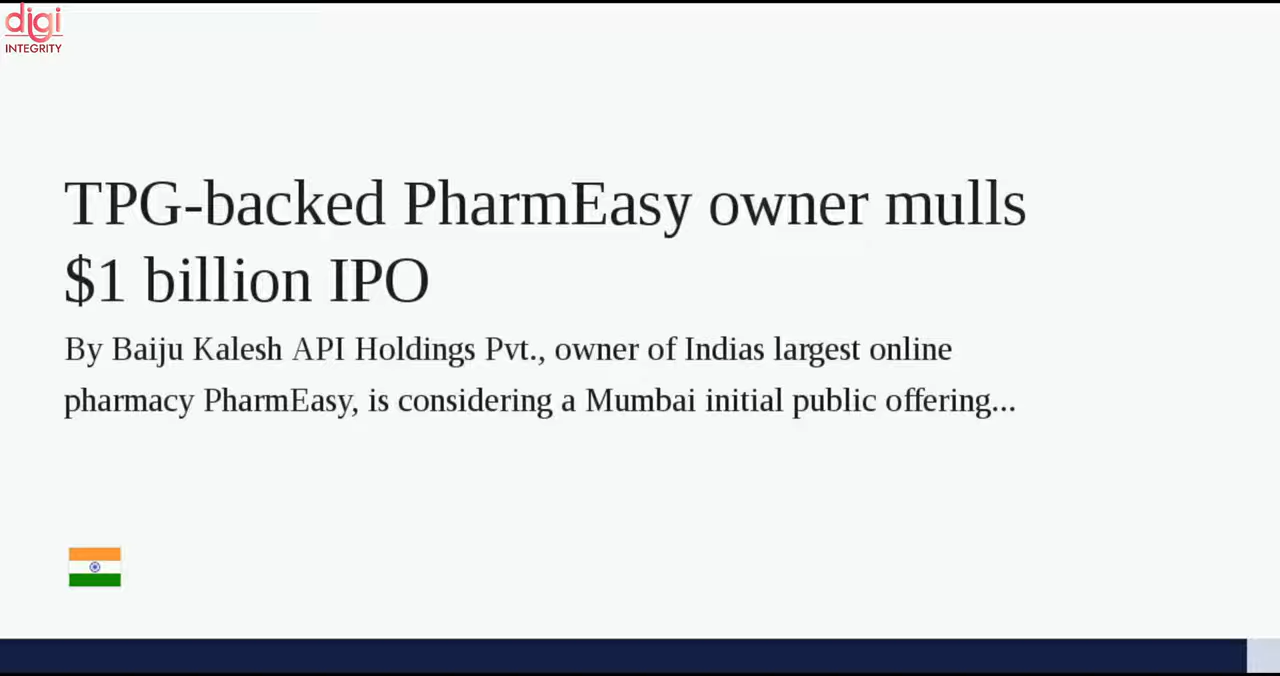 digi
INTEGRITY
TPG-backed PharmEasy owner mulls
$1 billion IPO
By Baiju Kalesh API Holdings Pvt., owner of Indias largest online
pharmacy PharmEasy, is considering a Mumbai initial public offering...